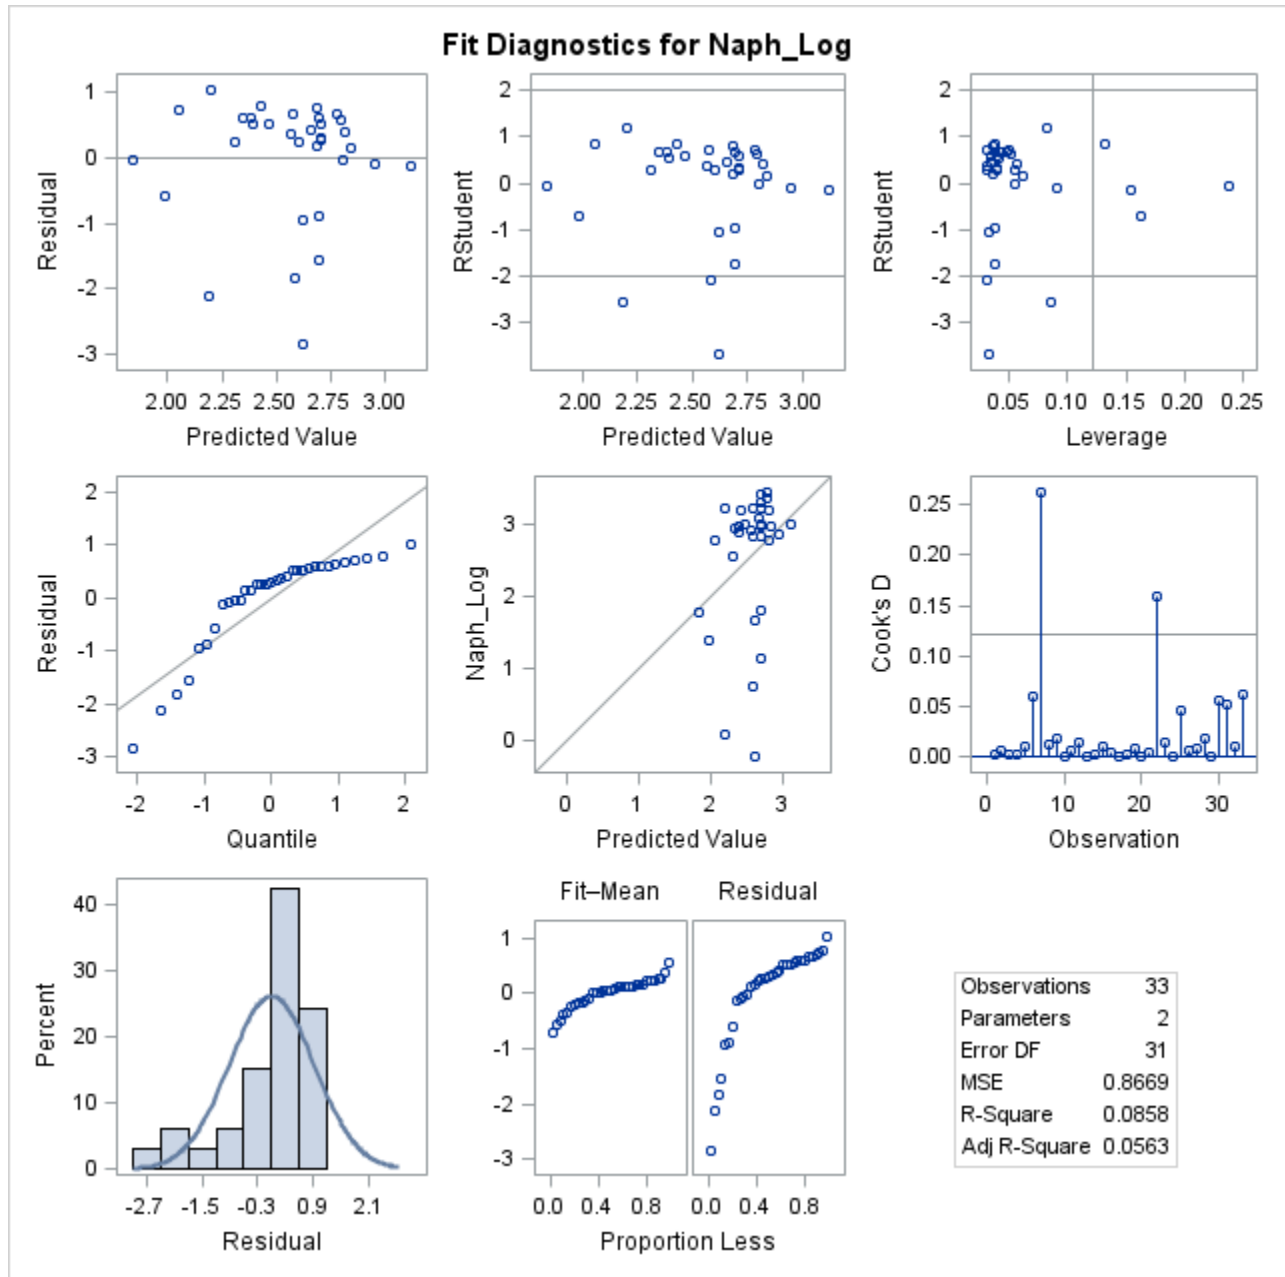 Fit Diagnostics for Naph_Log
1
0
-1
-2
-3
Residual
2.00 2.25 2.50 2.75 3.00
Predicted Value
2
1
0
-1
-2
-3
RStudent
2.00 2.25 2.50 2.75 3.00
Predicted Value
2
1
0
-1
-2
-3
RStudent
0.05 0.10 0.15 0.20 0.25
Leverage
2
1
0
-1
-2
-3
Residual
-2 -1 0 1 2
Quantile
3
2
1
0
Naph_Log
0 1 2 3
Predicted Value
0.25
0.20
0.15
0.10
0.05
0.00
Cook's D
0 10 20 30
Observation
40
30
20
10
0
Percent
-2.7 -1.5 -0.3 0.9 2.1
Residual
Fit–Mean Residual
1
0
-1
-2
-3
0.0 0.4 0.8 0.0 0.4 0.8
Proportion Less
Observations 33
Parameters 2
Error DF 31
MSE 0.8669
R-Square 0.0858
Adj R-Square 0.0563